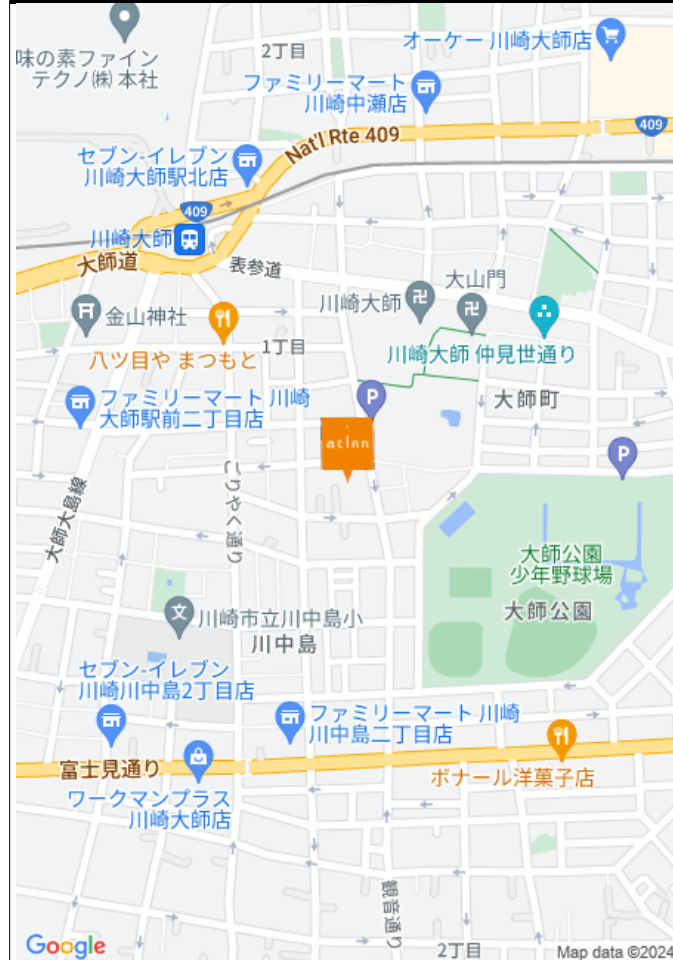 2丁目
オーケー 川崎大師店
味の素ファイン
テクノ(株) 本社
ファミリーマート
川崎中瀬店
Nat'l Rte 409
409
セブン-イレブン
川崎大師駅北店
409
川崎大師
大師道
表参道
大山門
川崎大師
金山神社
川崎大師 仲見世通り
1丁目
八ツ目や まつもと
ファミリーマート 川崎
大師駅前二丁目店
P
大師町
atinn
P
ごりやく通り
大師大島線
大師公園
少年野球場
大師公園
文
川崎市立川中島小
川中島
セブン-イレブン
川崎川中島2丁目店
ファミリーマート 川崎
川中島二丁目店
富士見通り
ボナール洋菓子店
ワークマンプラス
川崎大師店
観音通り
2丁目
Google
Map data ©2024